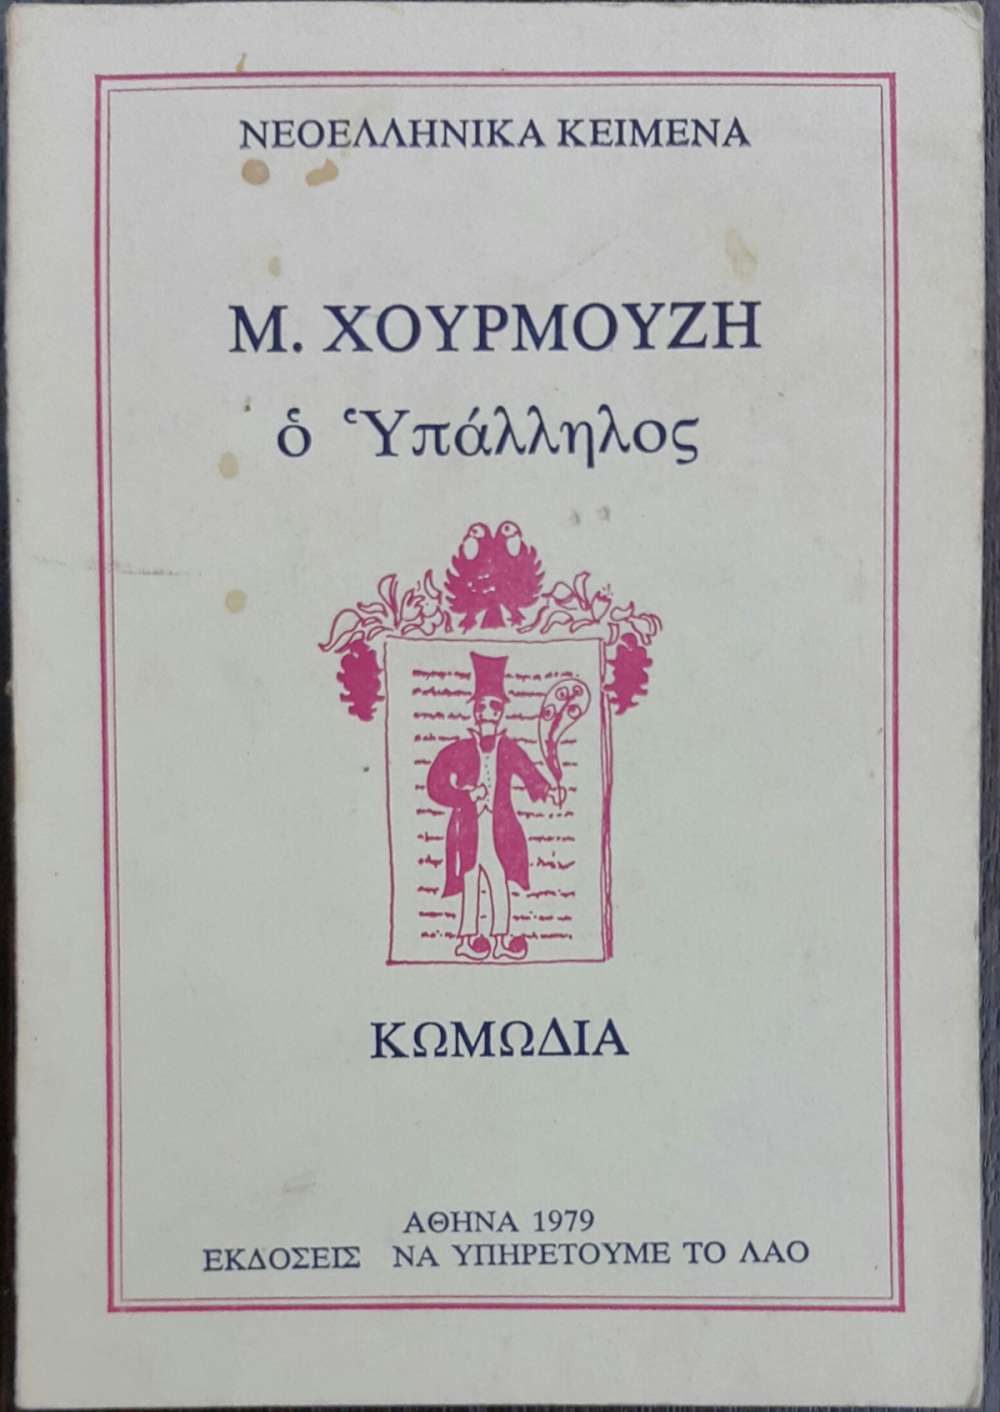 ΝΕΟΕΛΛΗΝΙΚΑ ΚΕΙΜΕΝΑ
Μ. ΧΟΥΡΜΟΥΖΗ
ὁ Ὑπάλληλος
ΚΩΜΩΔΙΑ
ΑΘΗΝΑ 1979
ΕΚΔΟΣΕΙΣ ΝΑ ΥΠΗΡΕΤΟΥΜΕ ΤΟ ΛΑΟ